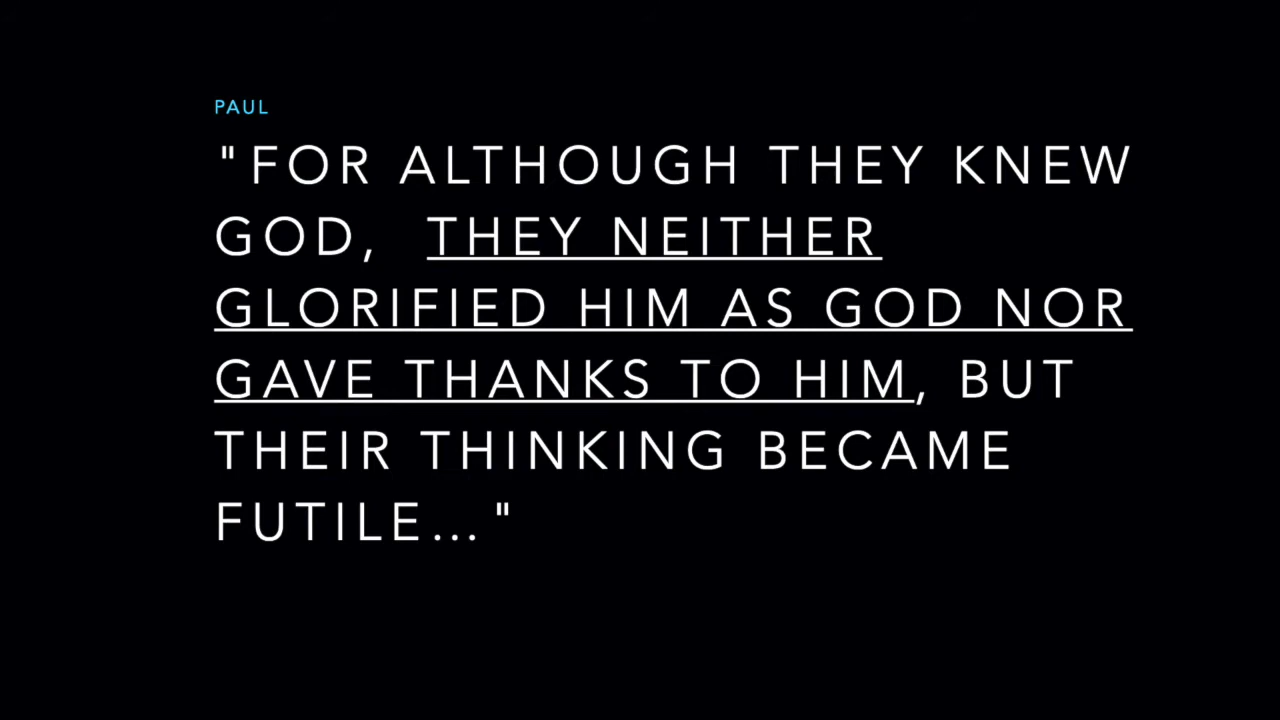 PAUL
"FOR ALTHOUGH THEY KNEW
GOD, THEY NEITHER
GLORIFIED HIM AS GOD NOR
GAVE THANKS TO HIM, BUT
THEIR THINKING BECAME
FUTILE..."